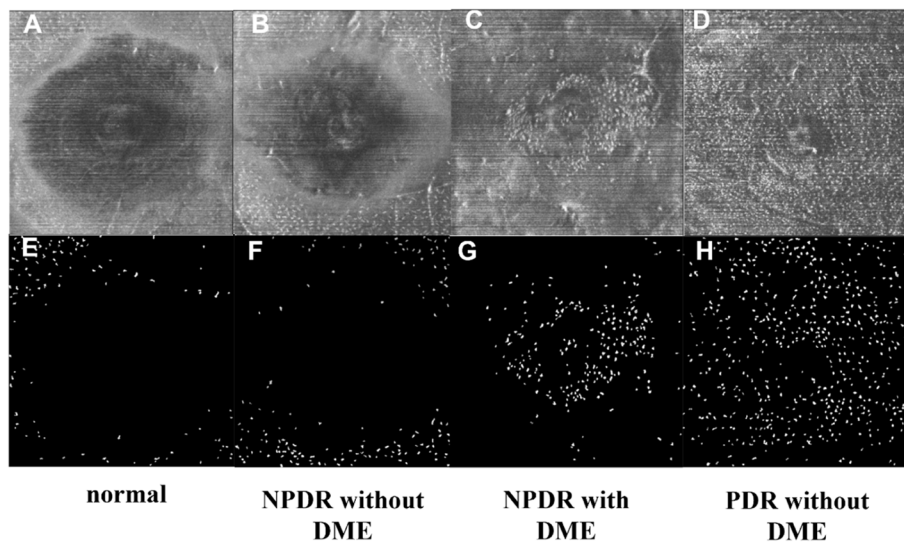 A B C D
E F G H
normal NPDR without NPDR with PDR without
DME DME DME